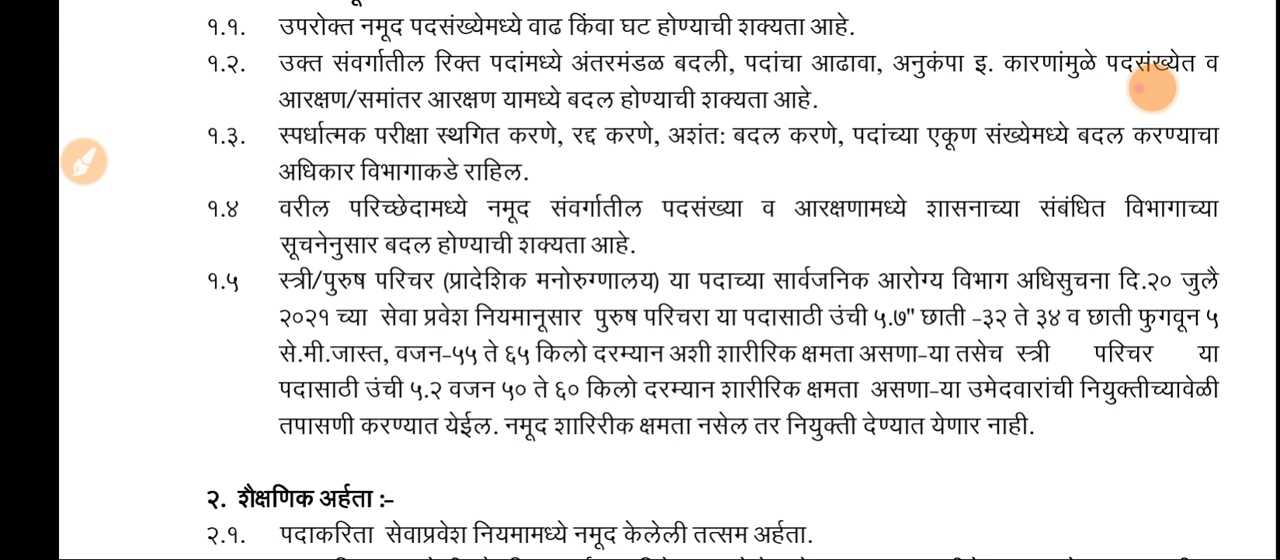 १.१. उपरोक्त नमूद पदसंख्येमध्ये वाढ किंवा घट होण्याची शक्यता आहे.
१.२. उक्त संवर्गातील रिक्त पदांमध्ये अंतरमंडळ बदली, पदांचा आढावा, अनुकंपा इ. कारणांमुळे पदसंख्येत व
आरक्षण/समांतर आरक्षण यामध्ये बदल होण्याची शक्यता आहे.
१.३. स्पर्धात्मक परीक्षा स्थगित करणे, रद्द करणे, अशंत: बदल करणे, पदांच्या एकूण संख्येमध्ये बदल करण्याचा
अधिकार विभागाकडे राहिल.
१.४ वरील परिच्छेदामध्ये नमूद संवर्गातील पदसंख्या व आरक्षणामध्ये शासनाच्या संबंधित विभागाच्या
सूचनेनुसार बदल होण्याची शक्यता आहे.
१.५ स्त्री/पुरुष परिचर (प्रादेशिक मनोरुग्णालय) या पदाच्या सार्वजनिक आरोग्य विभाग अधिसुचना दि.२० जुलै
२०२१ च्या सेवा प्रवेश नियमानूसार पुरुष परिचरा या पदासाठी उंची ५.७" छाती -३२ ते ३४ व छाती फुगवून ५
से.मी.जास्त, वजन-५५ ते ६५ किलो दरम्यान अशी शारीरिक क्षमता असणा-या तसेच स्त्री परिचर या
पदासाठी उंची ५.२ वजन ५० ते ६० किलो दरम्यान शारीरिक क्षमता असणा-या उमेदवारांची नियुक्तीच्यावेळी
तपासणी करण्यात येईल. नमूद शारिरीक क्षमता नसेल तर नियुक्ती देण्यात येणार नाही.
२. शैक्षणिक अर्हता :-
२.१. पदाकरिता सेवाप्रवेश नियमामध्ये नमूद केलेली तत्सम अर्हता.